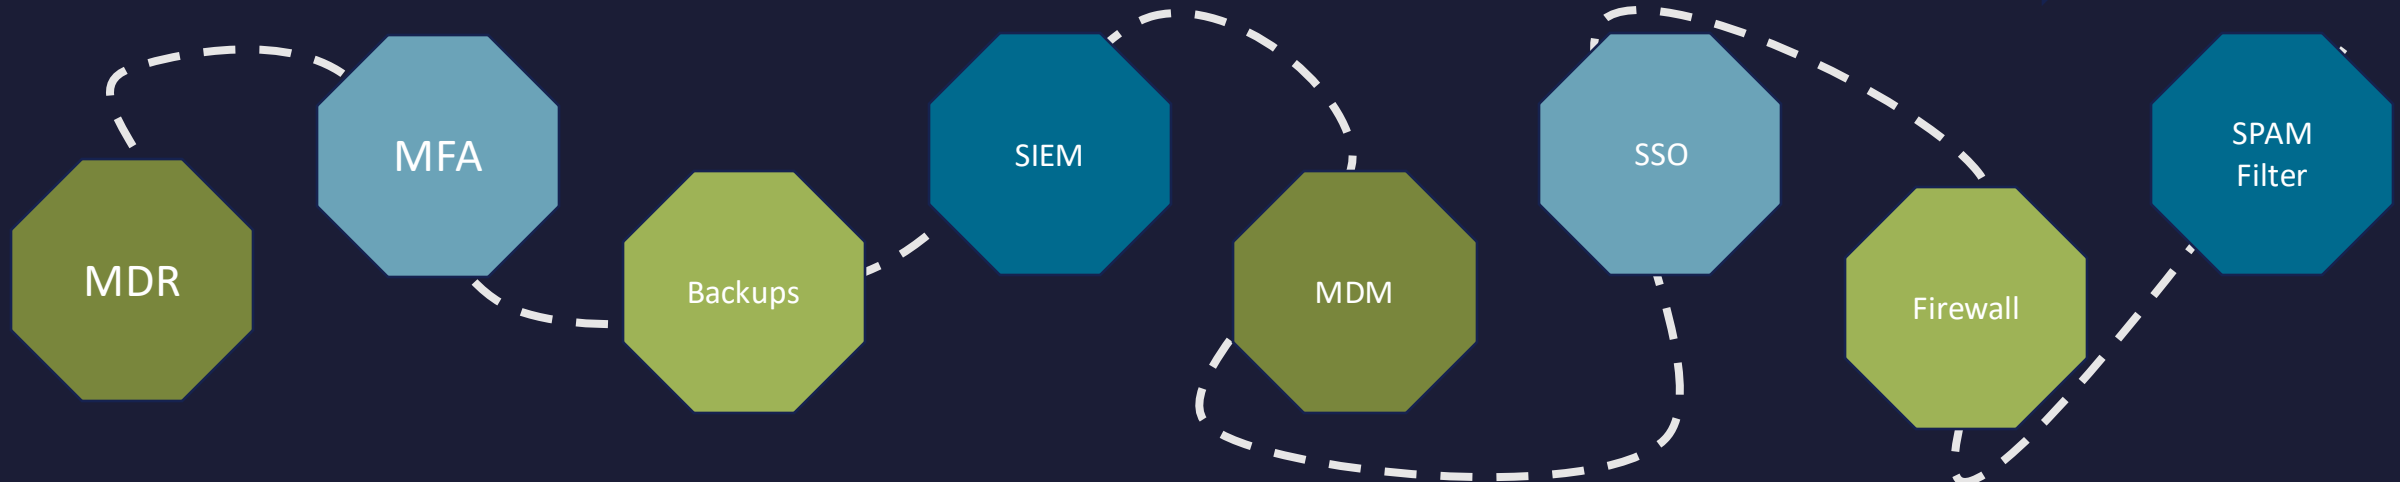 MDR
MFA
Backups
SIEM
MDM
SSO
Firewall
SPAM
Filter